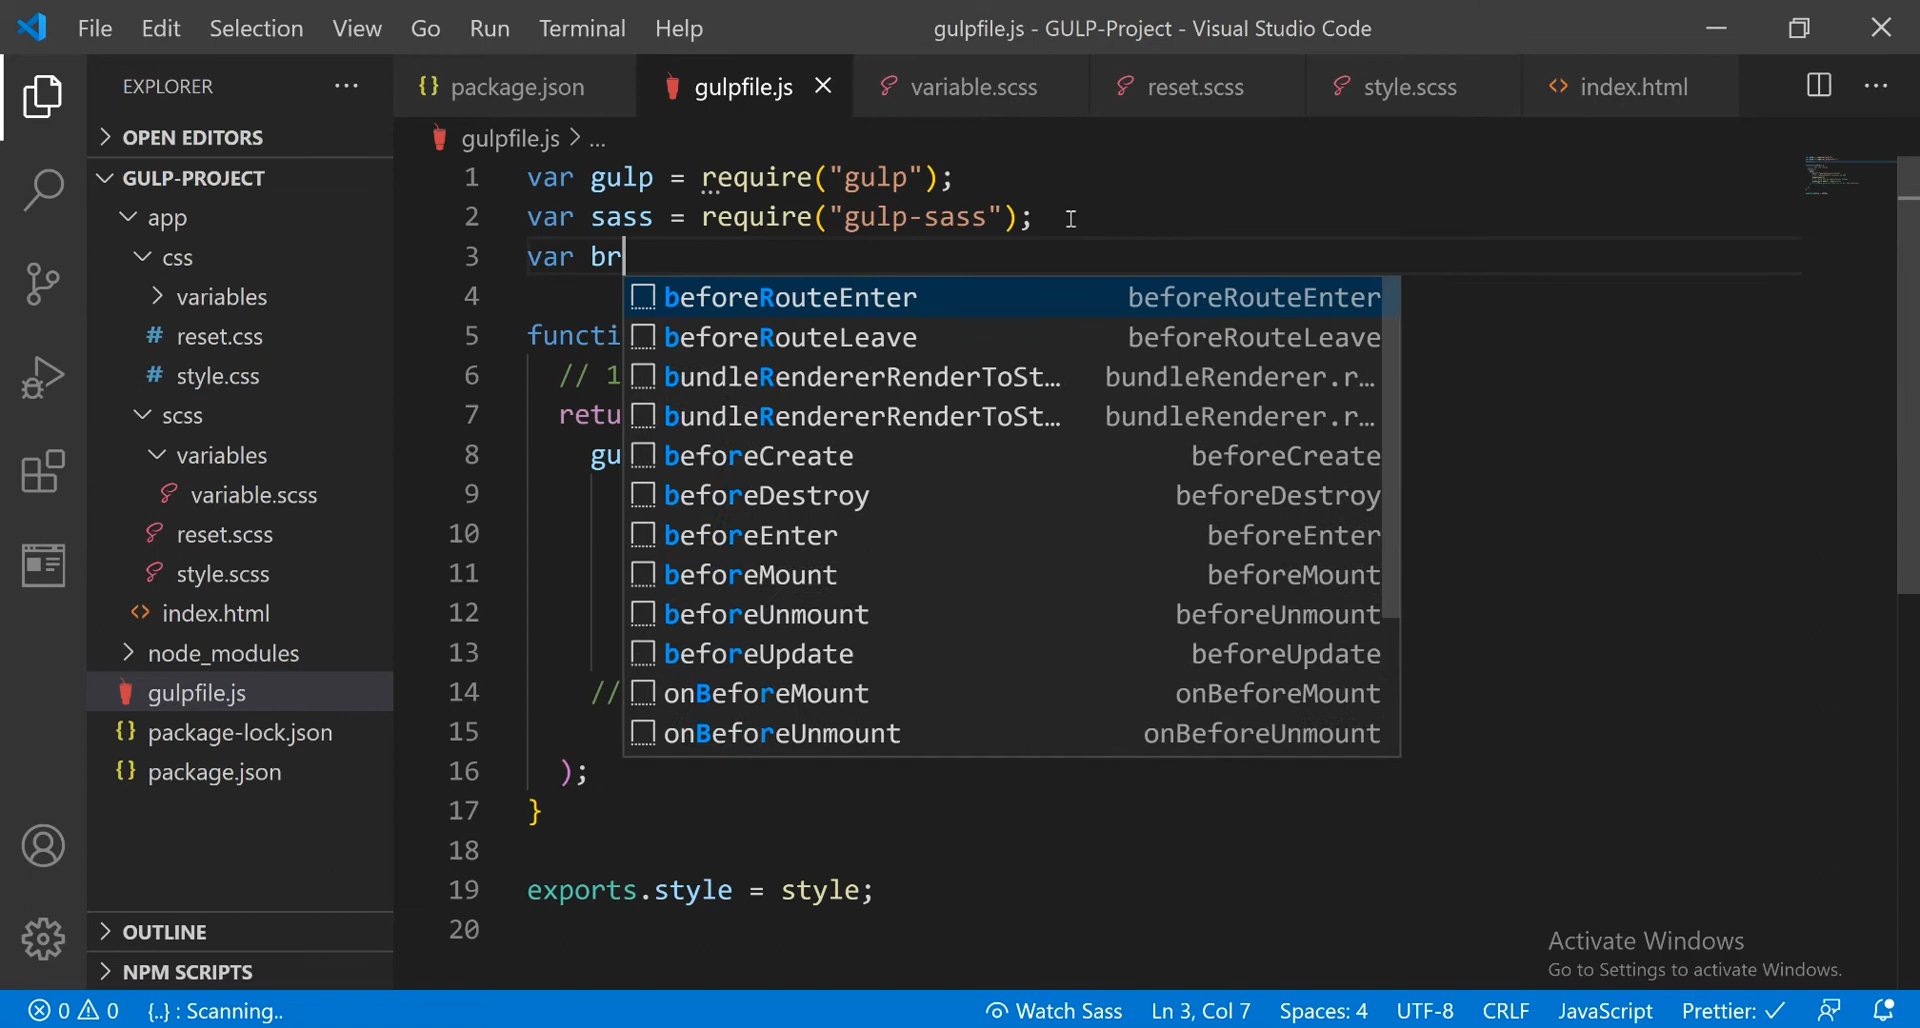 File Edit Selection View Go Run Terminal Help gulpfile.js - GULP-Project - Visual Studio Code
EXPLORER ...
{} package.json gulpfile.js variable.scss reset.scss style.scss <> index.html ...
OPEN EDITORS
GULP-PROJECT
app
css
variables
# reset.css
# style.css
scss
variables
variable.scss
reset.scss
style.scss
<> index.html
node_modules
gulpfile.js
{} package-lock.json
{} package.json
OUTLINE
NPM SCRIPTS
gulpfile.js > ...
1 var gulp = require("gulp");
2 var sass = require("gulp-sass");
3 var br
4
5 functi
6 // 1
7 retu
8 gu
9
10
11
12
13
14 //
15
16 );
17 }
18
19 exports.style = style;
20
beforeRouteEnter beforeRouteEnter
beforeRouteLeave beforeRouteLeave
bundleRendererRenderToSt... bundleRenderer.r...
bundleRendererRenderToSt... bundleRenderer.r...
beforeCreate beforeCreate
beforeDestroy beforeDestroy
beforeEnter beforeEnter
beforeMount beforeMount
beforeUnmount beforeUnmount
beforeUpdate beforeUpdate
onBeforeMount onBeforeMount
onBeforeUnmount onBeforeUnmount
Activate Windows
Go to Settings to activate Windows.
0 0 {..} : Scanning.. Watch Sass Ln 3, Col 7 Spaces: 4 UTF-8 CRLF JavaScript Prettier: ✓